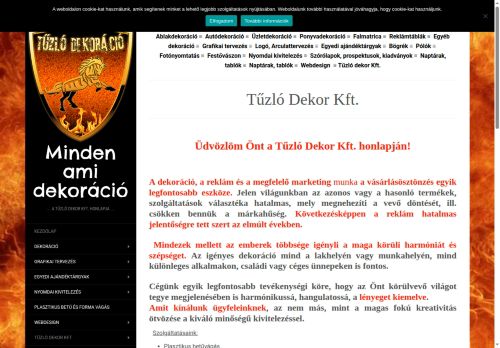 A weboldalon cookie-kat használunk, amik segítenek minket a lehető legjobb szolgáltatások nyújtásában. Weboldalunk további használatával jóváhagyja, hogy cookie-kat használjunk.
Elfogadom
További információk
TŰZLÓ DEKORÁCIÓ
Minden
ami
dekoráció
A TŰZLÓ DEKOR KFT. HONLAPJA
KEZDŐLAP
DEKORÁCIÓ
GRAFIKAI TERVEZÉS
EGYEDI AJÁNDÉKTÁRGYAK
NYOMDAI KIVITELEZÉS
PLASZTIKUS BETŰ ÉS FORMA VÁGÁS
WEBDESIGN
TŰZLÓ DEKOR KFT.
Ablakdekoráció Autódekoráció Üzletdekoráció Ponyvadekoráció Falmatrica Reklámtáblák Egyéb
dekoráció Grafikai tervezés Logó, Arculattervezés Egyedi ajándéktárgyak Bögrék Pólók
Fotónyomtatás Festővászon Nyomdai kivitelezés Szórólapok, prospektusok, kiadványok Naptárak,
tablók Naptárak, tablók Webdesign Tűzló dekor Kft.
Tűzló Dekor Kft.
Üdvözlöm Önt a Tűzló Dekor Kft. honlapján!
A dekoráció, a reklám és a megfelelő marketing munka a vásárlásösztönzés egyik
legfontosabb eszköze. Jelen világunkban az azonos vagy a hasonló termékek,
szolgáltatások választéka hatalmas, mely megnehezíti a vevő döntését, ill.
csökken bennük a márkahűség. Következésképpen a reklám hatalmas
jelentőségre tett szert az elmúlt években.
Mindezek mellett az emberek többsége igényli a maga körüli harmóniát és
szépséget. Az igényes dekoráció mind a lakhelyén vagy munkahelyén, mind
különleges alkalmakon, családi vagy céges ünnepeken is fontos.
Cégünk egyik legfontosabb tevékenységi köre, hogy az Önt körülvevő világot
tegye megjelenésében is harmónikussá, hangulatossá, a lényeget kiemelve.
Amit kínálunk ügyfeleinknek, az nem más, mint a magas fokú kreativitás
ötvözése a kiváló minőségű kivitelezéssel.
Szolgáltatásaink:
Plasztikus betűvágás